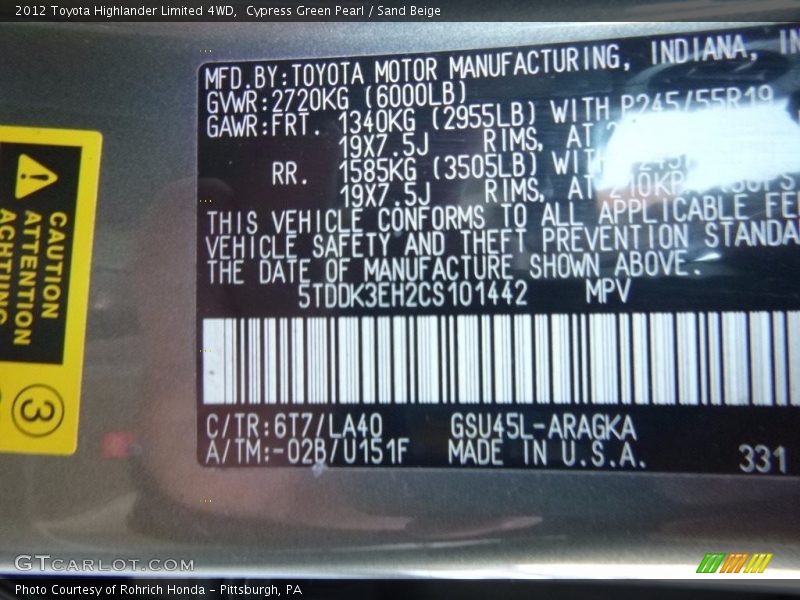 2012 Toyota Highlander Limited 4WD,  Cypress Green Pearl / Sand Beige
MFD.BY:TOYOTA MOTOR MANUFACTURING, INDIANA,
GVWR:2720KG (6000LB)
GAWR:FRT. 1340KG (2955LB) WITH P245/55R19
19X7.5J RIMS, AT
RR. 1585KG (3505LB)
19X7.5J RIMS, AT
THIS VEHICLE CONFORMS TO ALL APPLICABLE
VEHICLE SAFETY AND THEFT PREVENTION
THE DATE OF MANUFACTURE SHOWN ABOVE.
5TDDK3EH2CS101442 MPV
C/TR:6T7/LA40 GSU45L-ARAGKA
A/TM:-02B/U151F MADE IN U.S.A.
331
CAUTION
ATTENTION
ACHTUNG
3
GTCARLOT.COM
Photo Courtesy of Rohrich Honda - Pittsburgh, PA